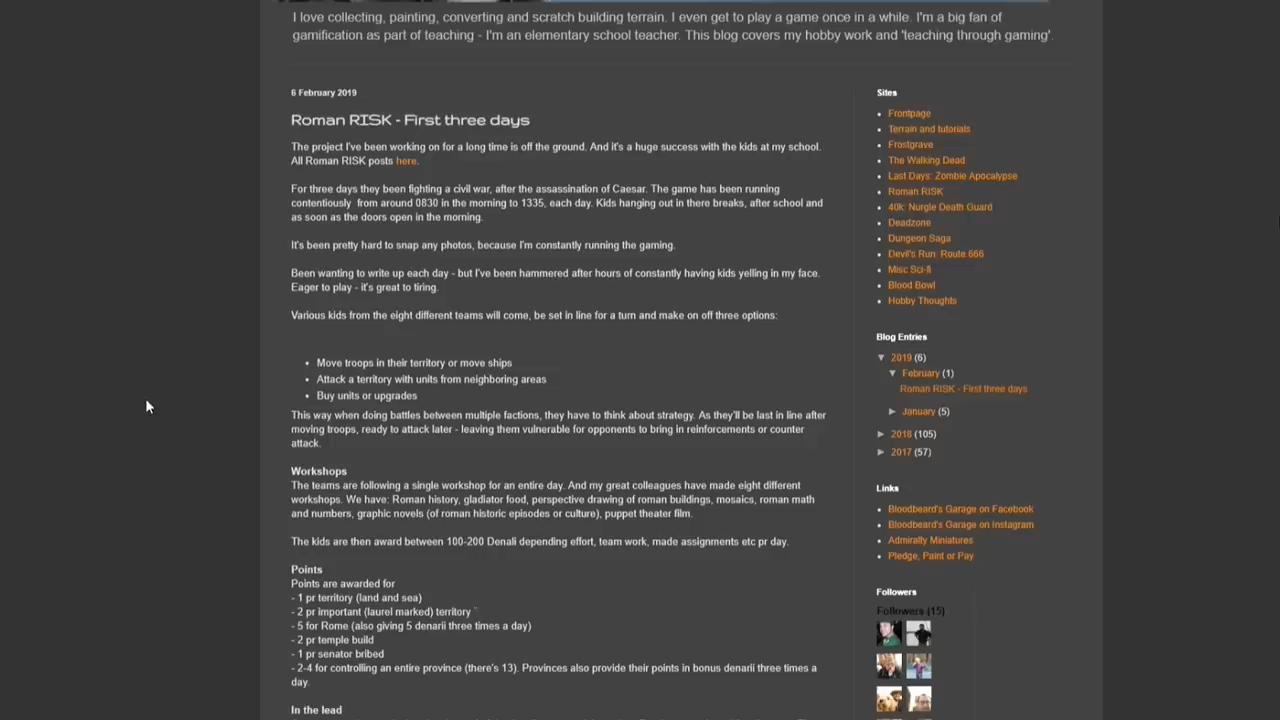 I love collecting, painting, converting and scratch building terrain. I even get to play a game once in a while. I'm a big fan of
gamification as part of teaching - I'm an elementary school teacher. This blog covers my hobby work and 'teaching through gaming'.
6 February 2019
Roman RISK - First three days
The project I've been working on for a long time is off the ground. And it's a huge success with the kids at my school.
All Roman RISK posts here.
For three days they been fighting a civil war, after the assassination of Caesar. The game has been running
contentiously from around 0830 in the morning to 1335, each day. Kids hanging out in there breaks, after school and
as soon as the doors open in the morning.
It's been pretty hard to snap any photos, because I'm constantly running the gaming.
Been wanting to write up each day - but I've been hammered after hours of constantly having kids yelling in my face.
Eager to play - it's great to tiring.
Various kids from the eight different teams will come, be set in line for a turn and make on off three options:
• Move troops in their territory or move ships
• Attack a territory with units from neighboring areas
• Buy units or upgrades
This way when doing battles between multiple factions, they have to think about strategy. As they'll be last in line after
moving troops, ready to attack later - leaving them vulnerable for opponents to bring in reinforcements or counter
attack.
Workshops
The teams are following a single workshop for an entire day. And my great colleagues have made eight different
workshops. We have: Roman history, gladiator food, perspective drawing of roman buildings, mosaics, roman math
and numbers, graphic novels (of roman historic episodes or culture), puppet theater film.
The kids are then award between 100-200 Denali depending effort, team work, made assignments etc pr day.
Points
Points are awarded for
- 1 pr territory (land and sea)
- 2 pr important (laurel marked) territory
- 5 for Rome (also giving 5 denarii three times a day)
- 2 pr temple build
- 1 pr senator bribed
- 2-4 for controlling an entire province (there's 13). Provinces also provide their points in bonus denarii three times a
day.
In the lead
Sites
• Frontpage
• Terrain and tutorials
• Frostgrave
• The Walking Dead
• Last Days: Zombie Apocalypse
• Roman RISK
• 40k: Nurgle Death Guard
• Deadzone
• Dungeon Saga
• Devil's Run: Route 666
• Misc Sci-fi
• Blood Bowl
• Hobby Thoughts
Blog Entries
▼ 2019 (6)
▼ February (1)
Roman RISK - First three days
► January (5)
► 2018 (105)
► 2017 (57)
Links
• Bloodbeard's Garage on Facebook
• Bloodbeard's Garage on Instagram
• Admiralty Miniatures
• Pledge, Paint or Pay
Followers
Followers (15)